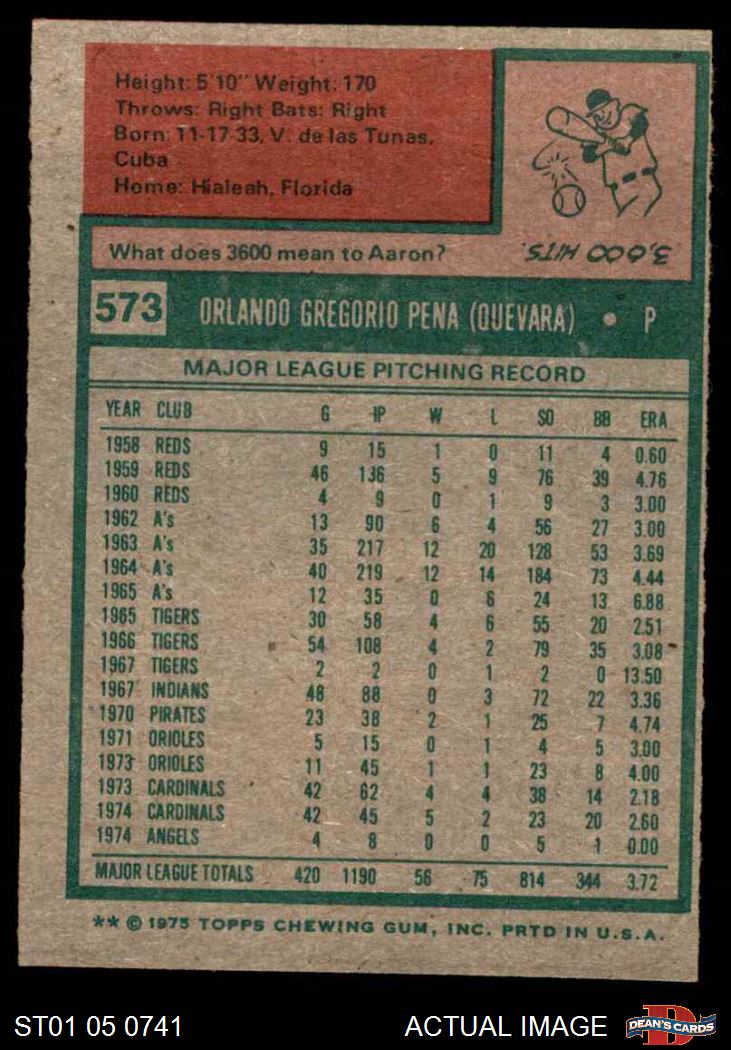 Height: 5'10" Weight: 170
Throws: Right Bats: Right
Born: 11-17-33, V. de las Tunas,
Cuba
Home: Hialeah, Florida
What does 3600 mean to Aaron?
3,000 HITS.
573 ORLANDO GREGORIO PENA (QUEVARA) • P
MAJOR LEAGUE PITCHING RECORD
YEAR CLUB G IP W L SO BB ERA
1958 REDS 9 15 1 0 11 4 0.60
1959 REDS 46 136 5 9 76 39 4.76
1960 REDS 4 9 0 1 9 3 3.00
1962 A's 13 90 6 4 56 27 3.00
1963 A's 35 217 12 20 128 53 3.69
1964 A's 40 219 12 14 184 73 4.44
1965 A's 12 35 0 6 24 13 6.88
1965 TIGERS 30 58 4 6 55 20 2.51
1966 TIGERS 54 108 4 2 79 35 3.08
1967 TIGERS 2 2 0 1 2 0 13.50
1967 INDIANS 48 88 0 3 72 22 3.36
1970 PIRATES 23 38 2 1 25 7 4.74
1971 ORIOLES 5 15 0 1 4 5 3.00
1973 ORIOLES 11 45 1 1 23 8 4.00
1973 CARDINALS 42 62 4 4 38 14 2.18
1974 CARDINALS 42 45 5 2 23 20 2.60
1974 ANGELS 4 8 0 0 5 1 0.00
MAJOR LEAGUE TOTALS 420 1190 56 75 814 344 3.72
** © 1975 TOPPS CHEWING GUM, INC. PRTD IN U.S.A.
ST01 05 0741 ACTUAL IMAGE DEAN'S CARDS